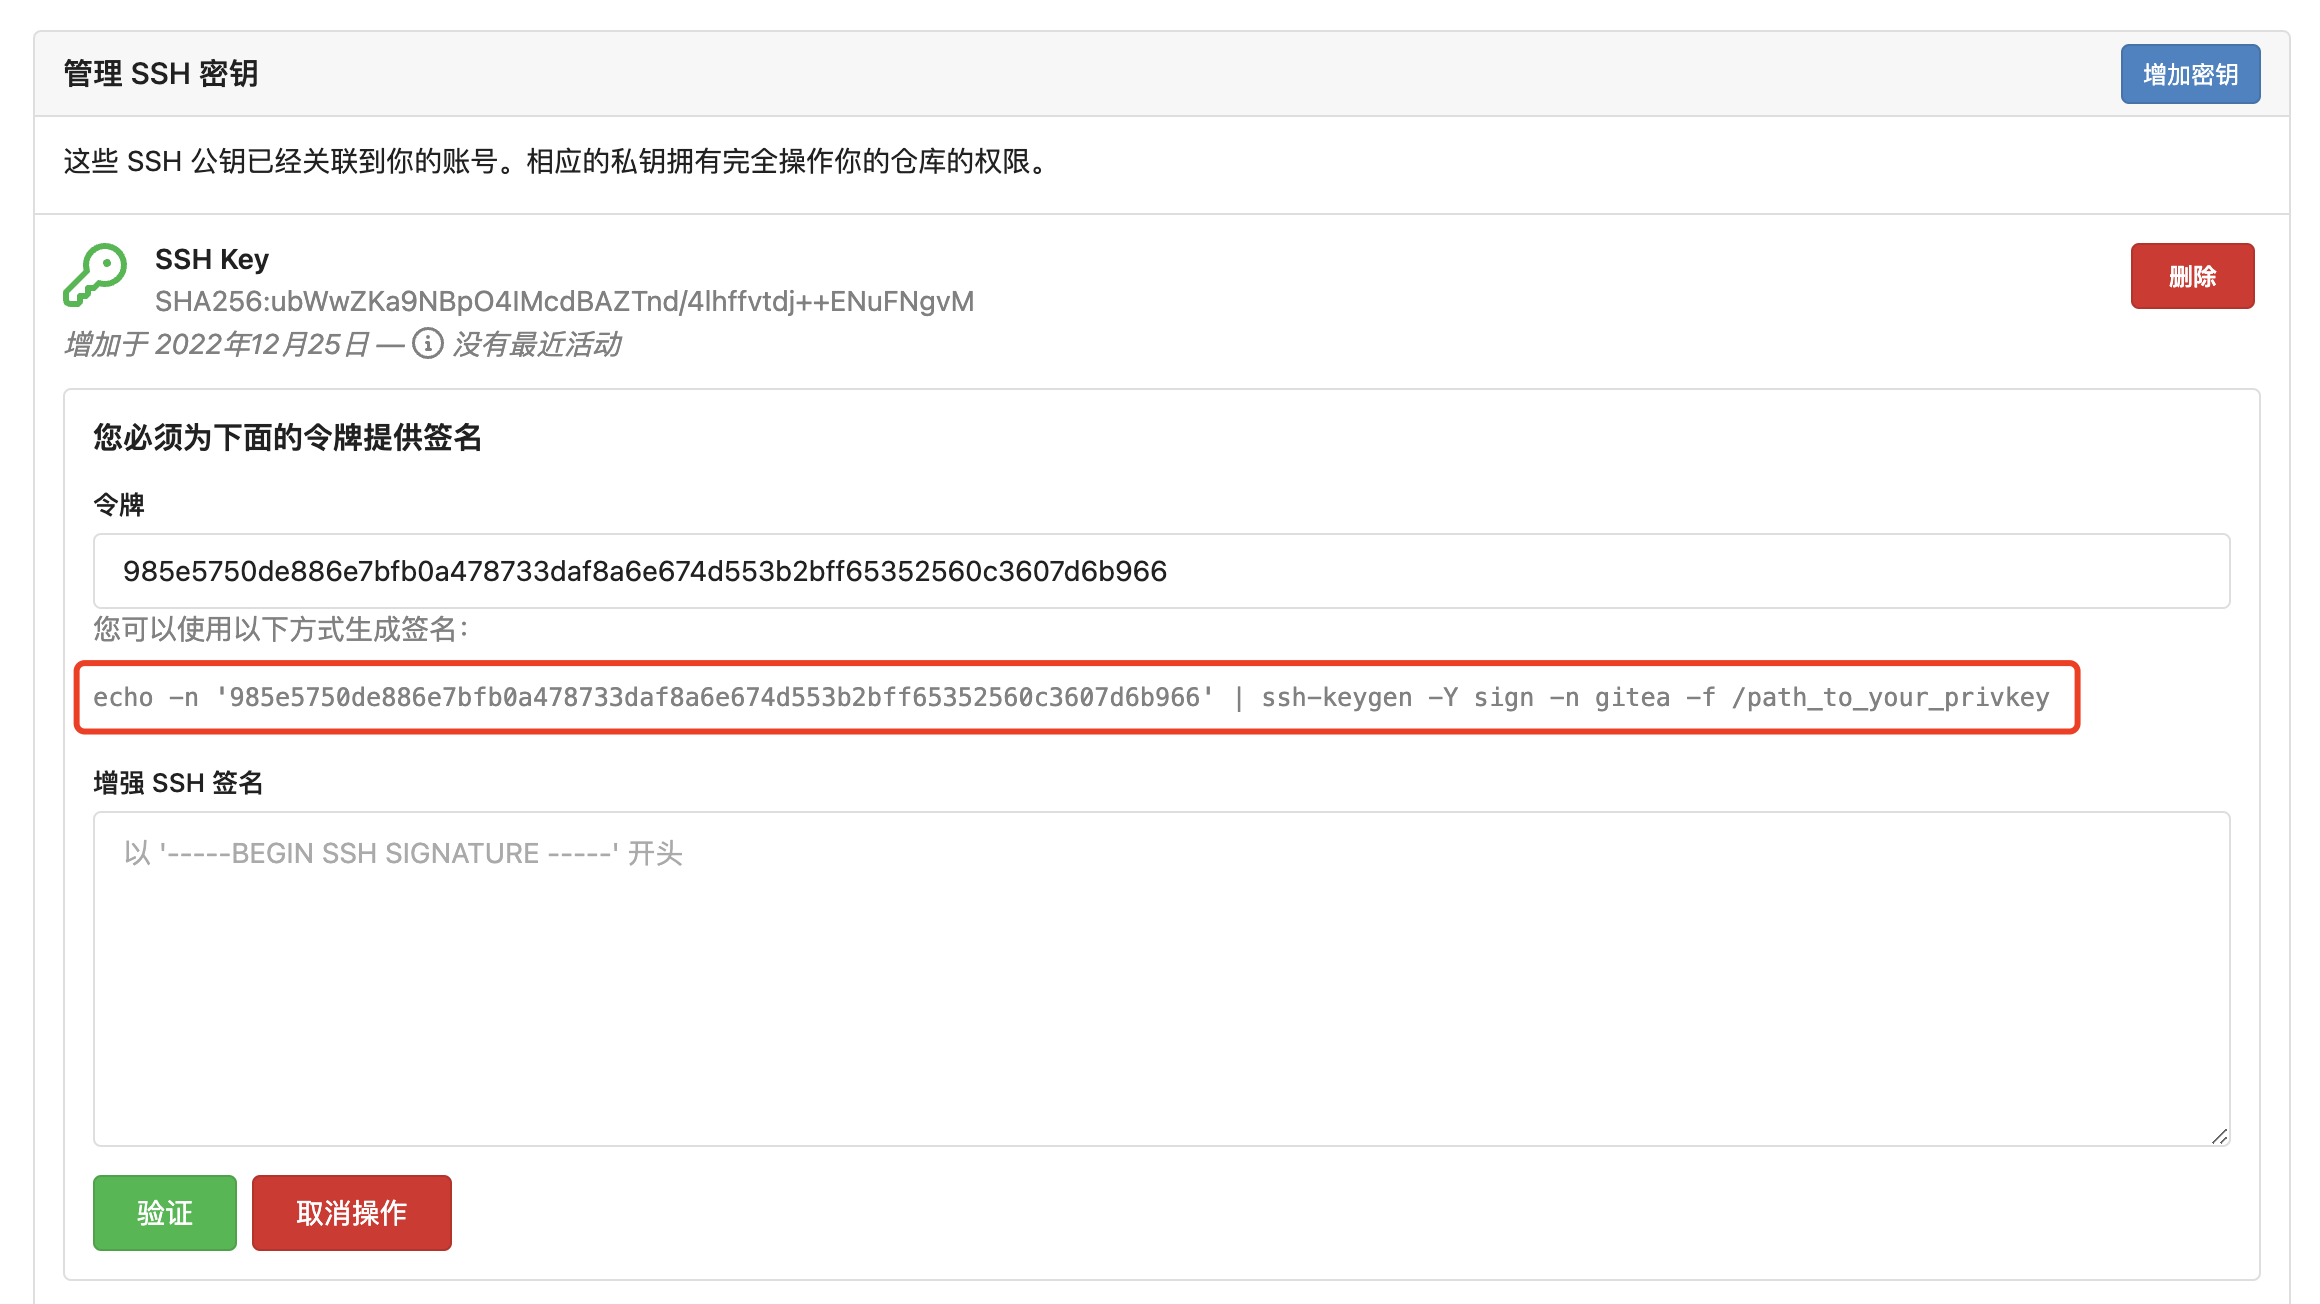 管理 SSH 密钥
增加密钥
这些 SSH 公钥已经关联到你的账号。相应的私钥拥有完全操作你的仓库的权限。
SSH Key
删除
SHA256:ubWwZKa9NBpO4IMcdBAZTnd/4lhffvtdj++ENuFNgvM
增加于 2022年12月25日 — 没有最近活动
您必须为下面的令牌提供签名
令牌
985e5750de886e7bfb0a478733daf8a6e674d553b2bff65352560c3607d6b966
您可以使用以下方式生成签名：
echo -n '985e5750de886e7bfb0a478733daf8a6e674d553b2bff65352560c3607d6b966' | ssh-keygen -Y sign -n gitea -f /path_to_your_privkey
增强 SSH 签名
以 '-----BEGIN SSH SIGNATURE -----' 开头
验证
取消操作